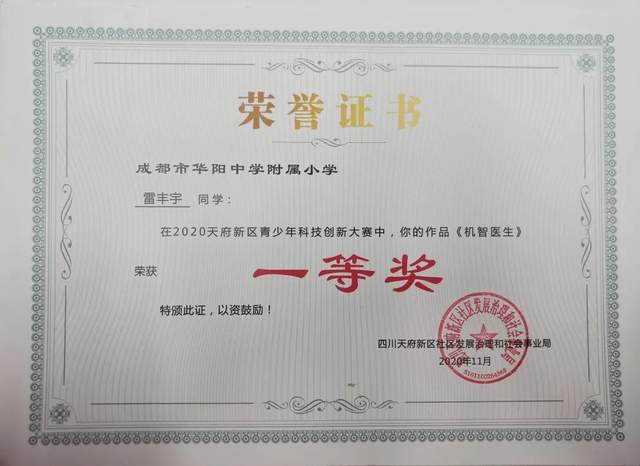 荣誉证书
成都市华阳中学附属小学
雷丰宇 同学：
在2020天府新区青少年科技创新大赛中，你的作品《机智医生》
荣获 一等奖
特颁此证，以资鼓励！
四川天府新区社区发展治理和社会事业局
2020年11月